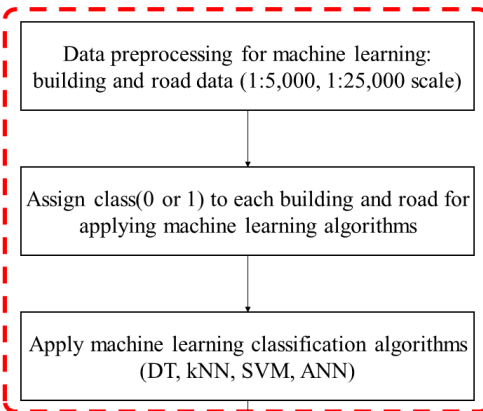 Data preprocessing for machine learning:
building and road data (1:5,000, 1:25,000 scale)
Assign class(0 or 1) to each building and road for
applying machine learning algorithms
Apply machine learning classification algorithms
(DT, kNN, SVM, ANN)